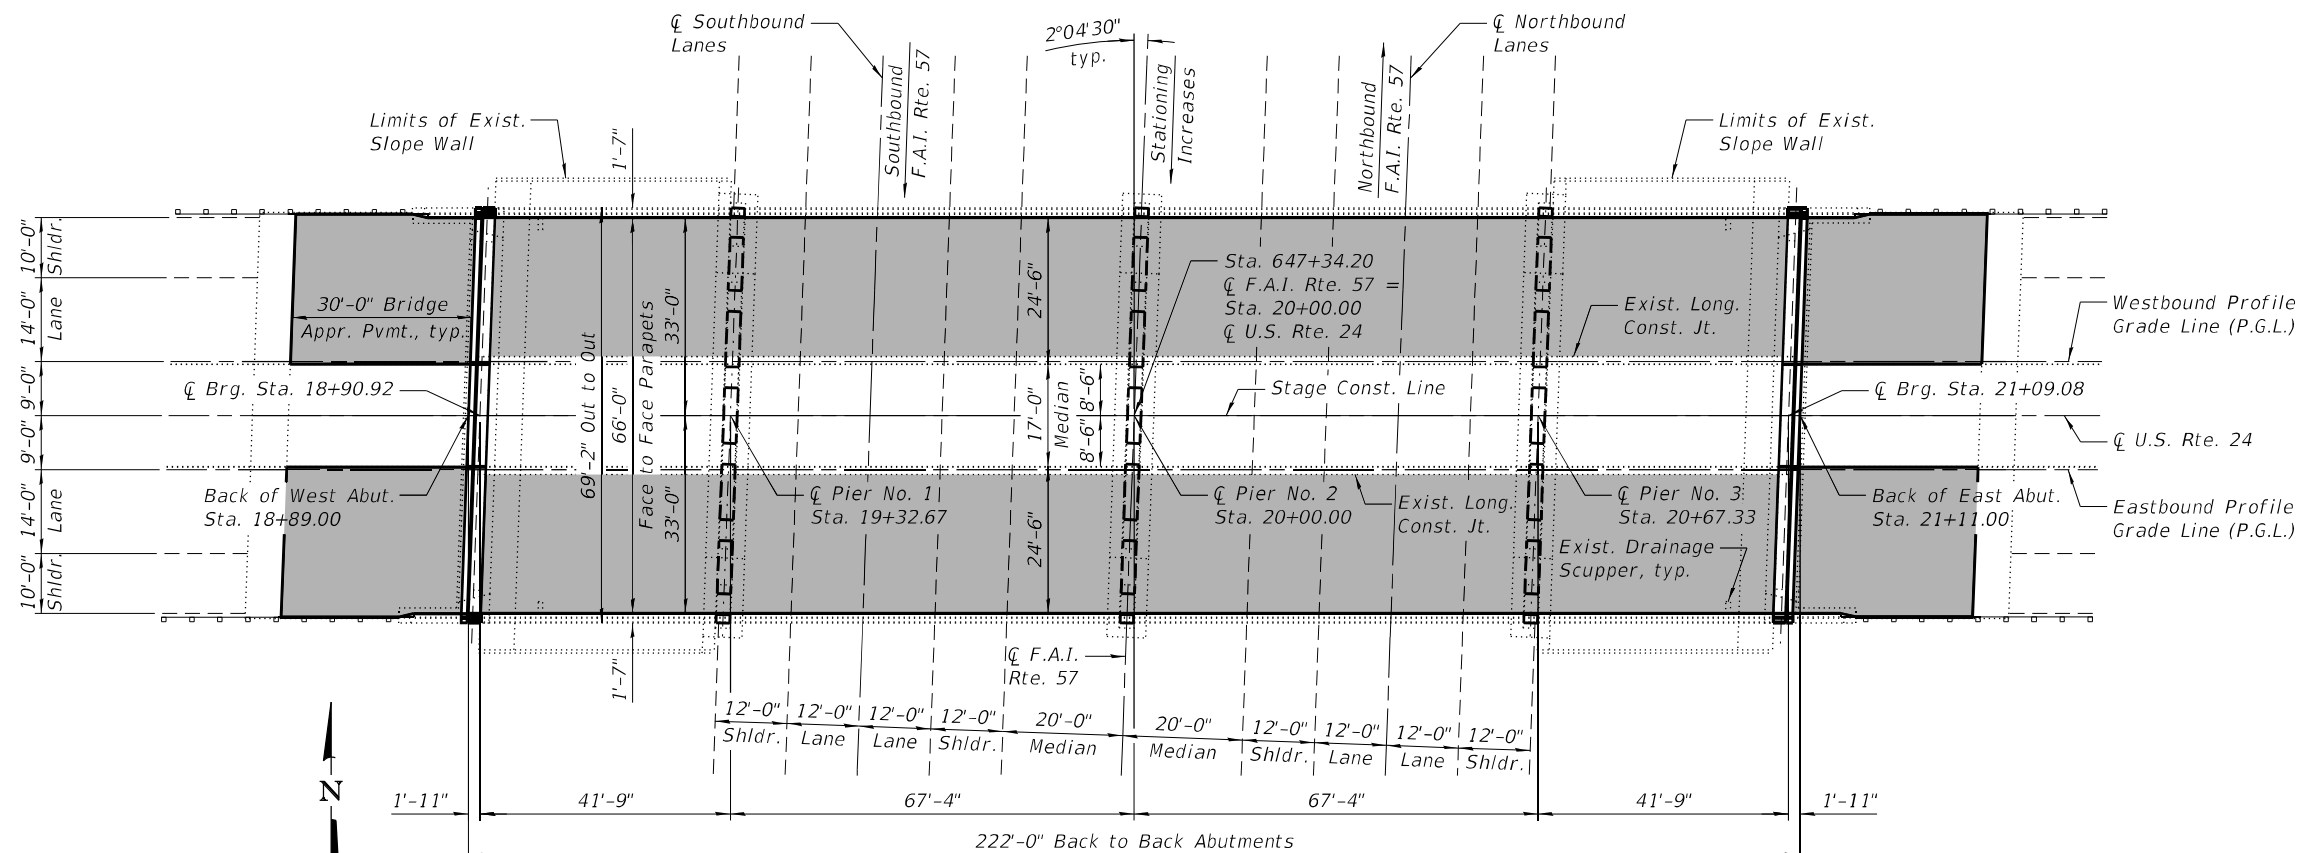 ℄ Southbound
Lanes
Southbound
F.A.I. Rte. 57
2°04'30"
typ.
Stationing
Increases
Northbound
F.A.I. Rte. 57
℄ Northbound
Lanes
Limits of Exist.
Slope Wall
1'-7"
Limits of Exist.
Slope Wall
10'-0"
Shldr.
14'-0"
Lane
9'-0"
9'-0"
14'-0"
Lane
10'-0"
Shldr.
30'-0" Bridge
Appr. Pvmt., typ.
69'-2" Out to Out
66'-0"
Face to Face Parapets
33'-0"
33'-0"
24'-6"
17'-0"
Median
8'-6"
8'-6"
24'-6"
Sta. 647+34.20
℄ F.A.I. Rte. 57 =
Sta. 20+00.00
℄ U.S. Rte. 24
Exist. Long.
Const. Jt.
Westbound Profile
Grade Line (P.G.L.)
℄ Brg. Sta. 18+90.92
Stage Const. Line
℄ Brg. Sta. 21+09.08
℄ U.S. Rte. 24
Back of West Abut.
Sta. 18+89.00
℄ Pier No. 1
Sta. 19+32.67
℄ Pier No. 2
Sta. 20+00.00
Exist. Long.
Const. Jt.
℄ Pier No. 3
Sta. 20+67.33
Back of East Abut.
Sta. 21+11.00
Eastbound Profile
Grade Line (P.G.L.)
Exist. Drainage
Scupper, typ.
1'-7"
℄ F.A.I.
Rte. 57
12'-0"
Shldr.
12'-0"
Lane
12'-0"
Lane
12'-0"
Shldr.
20'-0"
Median
20'-0"
Median
12'-0"
Shldr.
12'-0"
Lane
12'-0"
Lane
12'-0"
Shldr.
N
1'-11"
41'-9"
67'-4"
67'-4"
41'-9"
1'-11"
222'-0" Back to Back Abutments